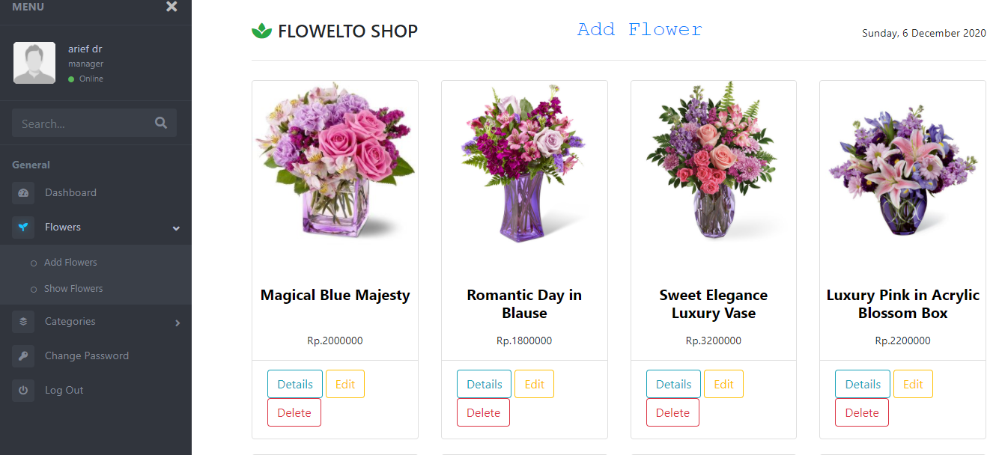 MENU
arief dr
manager
Online
Search...
General
Dashboard
Flowers
Add Flowers
Show Flowers
Categories
Change Password
Log Out
FLOWELTO SHOP
Add Flower
Sunday, 6 December 2020
Magical Blue Majesty
Rp.2000000
Details Edit
Delete
Romantic Day in
Blause
Rp.1800000
Details Edit
Delete
Sweet Elegance
Luxury Vase
Rp.3200000
Details Edit
Delete
Luxury Pink in Acrylic
Blossom Box
Rp.2200000
Details Edit
Delete